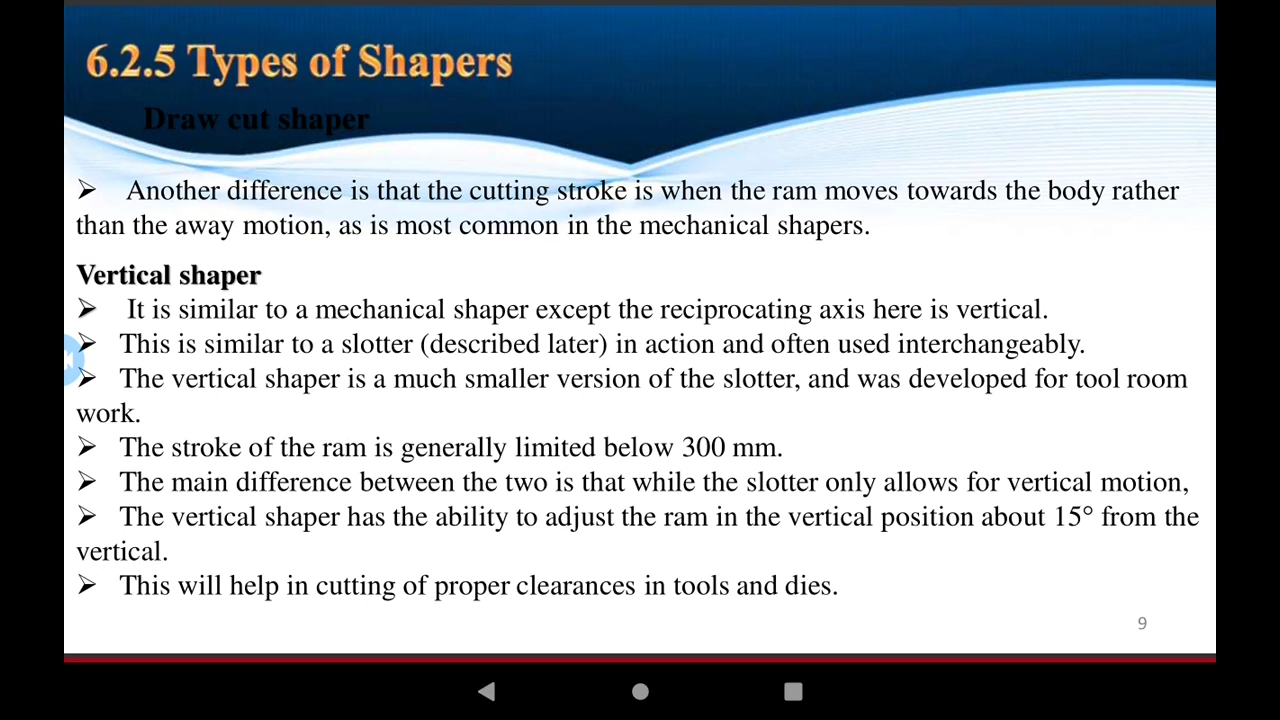 6.2.5 Types of Shapers
Draw cut shaper
➢ Another difference is that the cutting stroke is when the ram moves towards the body rather
than the away motion, as is most common in the mechanical shapers.
Vertical shaper
➢ It is similar to a mechanical shaper except the reciprocating axis here is vertical.
➢ This is similar to a slotter (described later) in action and often used interchangeably.
➢ The vertical shaper is a much smaller version of the slotter, and was developed for tool room
work.
➢ The stroke of the ram is generally limited below 300 mm.
➢ The main difference between the two is that while the slotter only allows for vertical motion,
➢ The vertical shaper has the ability to adjust the ram in the vertical position about 15° from the
vertical.
➢ This will help in cutting of proper clearances in tools and dies.
9